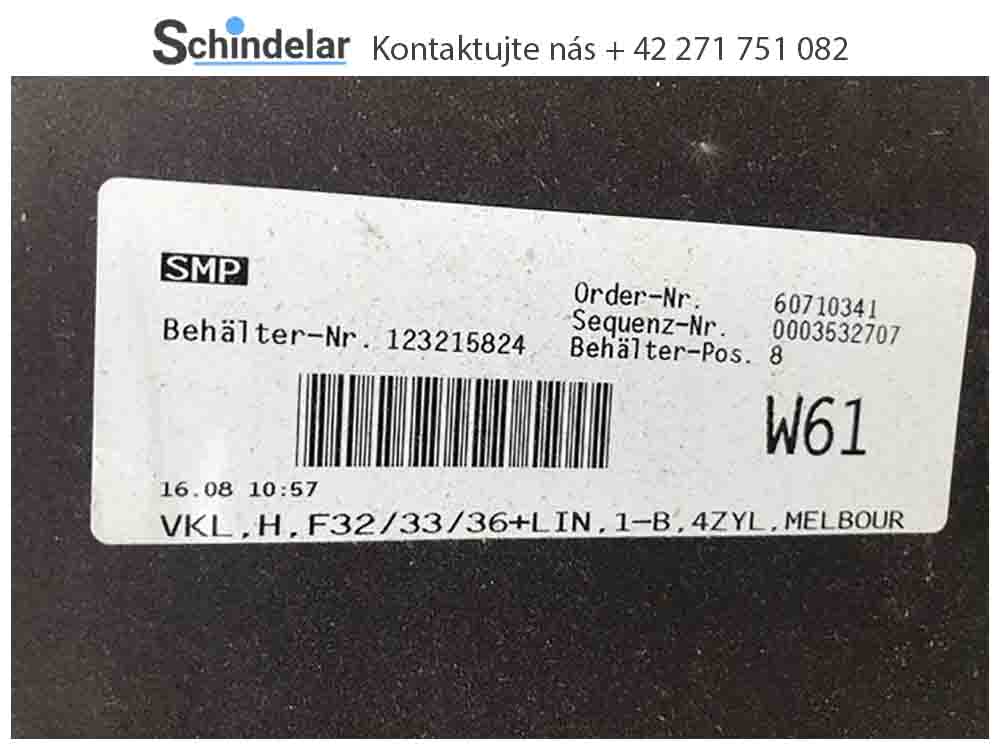 Schindelar Kontaktujte nás + 42 271 751 082
SMP
Order-Nr. 60710341
Sequenz-Nr. 0003532707
Behälter-Nr. 123215824 Behälter-Pos. 8
W61
16.08 10:57
VKL,H,F32/33/36+LIN,1-B,4ZYL,MELBOUR